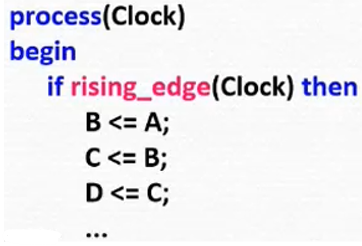 process(Clock)
begin
if rising_edge(Clock) then
B <= A;
C <= B;
D <= C;
...